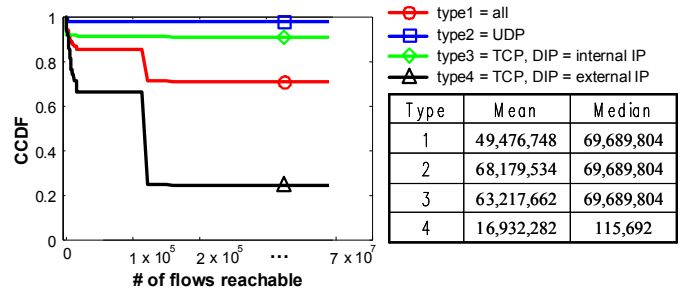 type1 = all
type2 = UDP
type3 = TCP, DIP = internal IP
type4 = TCP, DIP = external IP
CCDF
1
0.8
0.6
0.4
0.2
0
0 1 x 10^5 2 x 10^5 ... 7 x 10^7
# of flows reachable
Type Mean Median
1 49,476,748 69,689,804
2 68,179,534 69,689,804
3 63,217,662 69,689,804
4 16,932,282 115,692